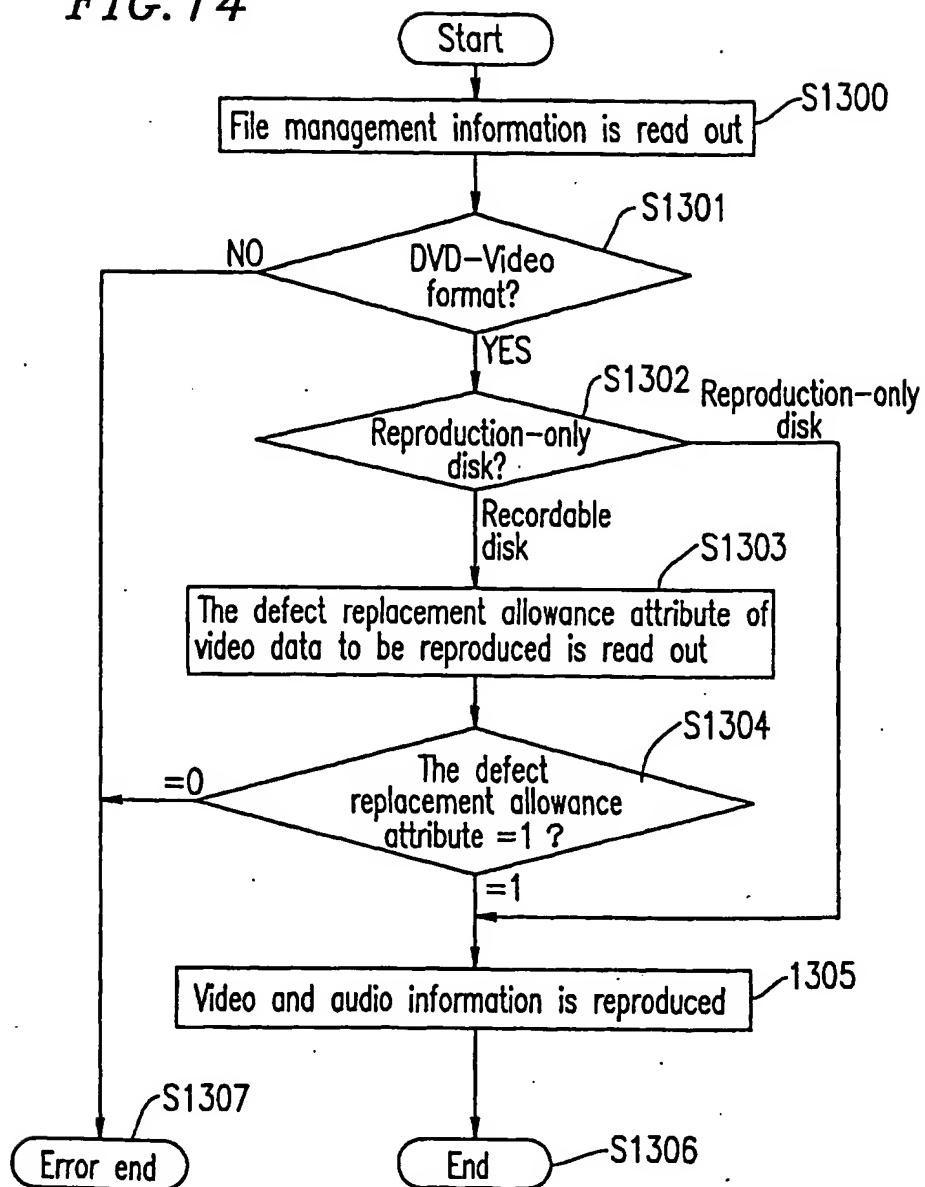 FIG. 14
Start
S1300
File management information is read out
S1301
NO
DVD-Video
format?
YES
S1302
Reproduction-only
disk
Reproduction-only
disk?
Recordable
disk
S1303
The defect replacement allowance attribute of
video data to be reproduced is read out
S1304
=0
The defect
replacement allowance
attribute =1 ?
=1
1305
Video and audio information is reproduced
S1307
Error end
End
S1306